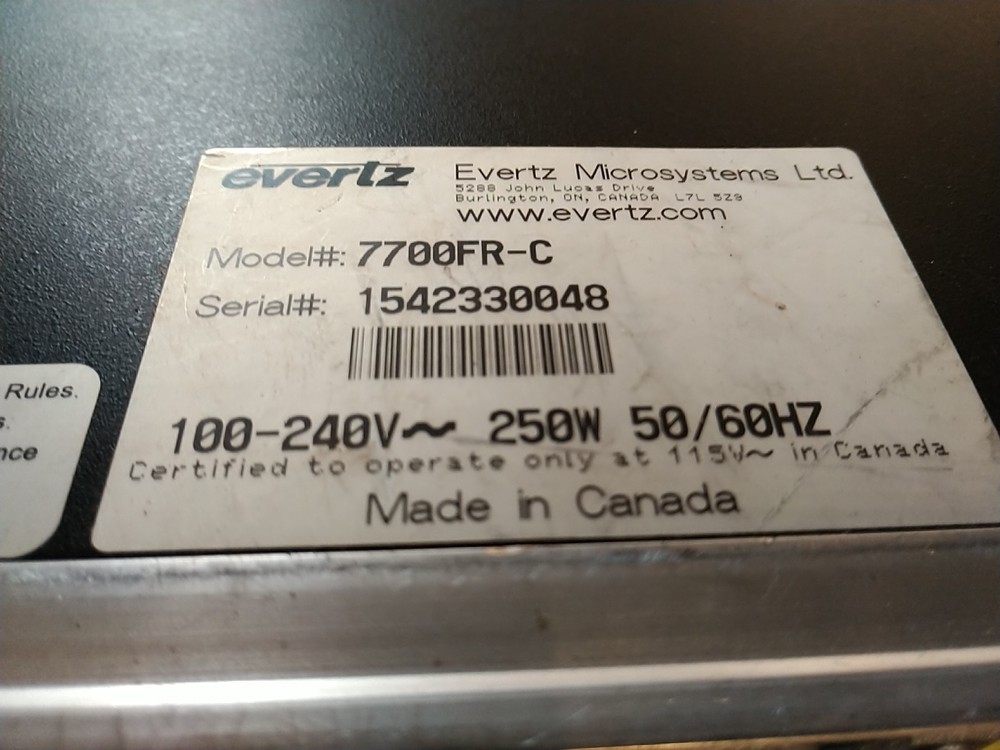 evertz
Evertz Microsystems Ltd.
5288 John Lucas Drive
Burlington, ON, CANADA L7L 5Z9
www.evertz.com
Model#: 7700FR-C
Serial#: 1542330048
100-240V~ 250W 50/60HZ
Certified to operate only at 115V~ in Canada
Made in Canada
Rules.